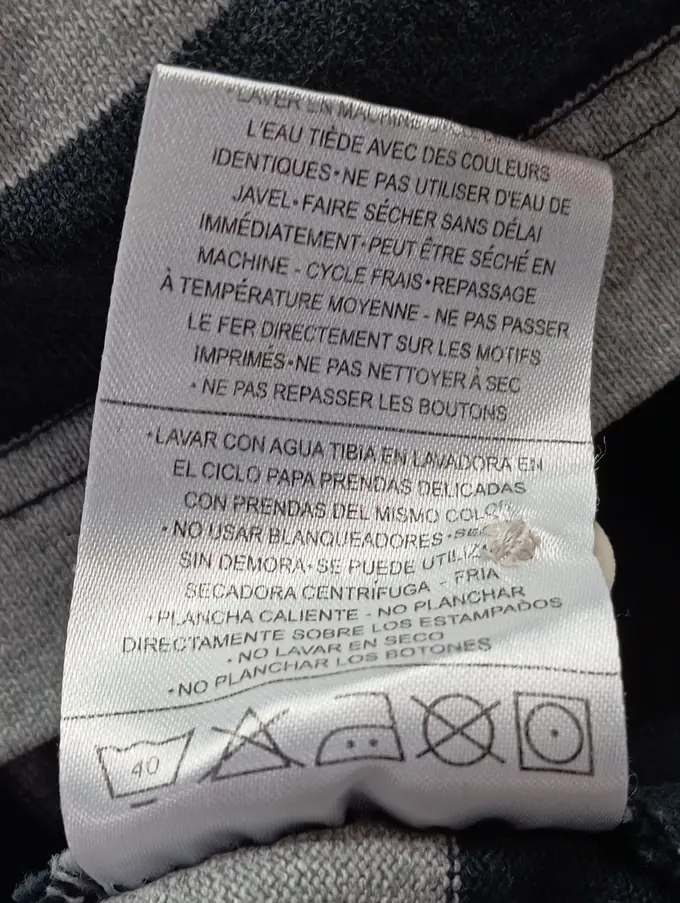 •LAVER EN MACHINE
L'EAU TIÈDE AVEC DES COULEURS
IDENTIQUES•NE PAS UTILISER D'EAU DE
JAVEL•FAIRE SÉCHER SANS DÉLAI
IMMÉDIATEMENT•PEUT ÊTRE SÉCHÉ EN
MACHINE - CYCLE FRAIS•REPASSAGE
À TEMPÉRATURE MOYENNE - NE PAS PASSER
LE FER DIRECTEMENT SUR LES MOTIFS
IMPRIMÉS•NE PAS NETTOYER À SEC
• NE PAS REPASSER LES BOUTONS
•LAVAR CON AGUA TIBIA EN LAVADORA EN
EL CICLO PAPA PRENDAS DELICADAS
CON PRENDAS DEL MISMO
• NO USAR BLANQUEADORES •
SIN DEMORA• SE PUEDE
SECADORA CENTRÍFUGA - FRIA
•PLANCHA CALIENTE - NO PLANCHAR
DIRECTAMENTE SOBRE LOS ESTAMPADOS
• NO LAVAR EN SECO
•NO PLANCHAR LOS BOTONES
40